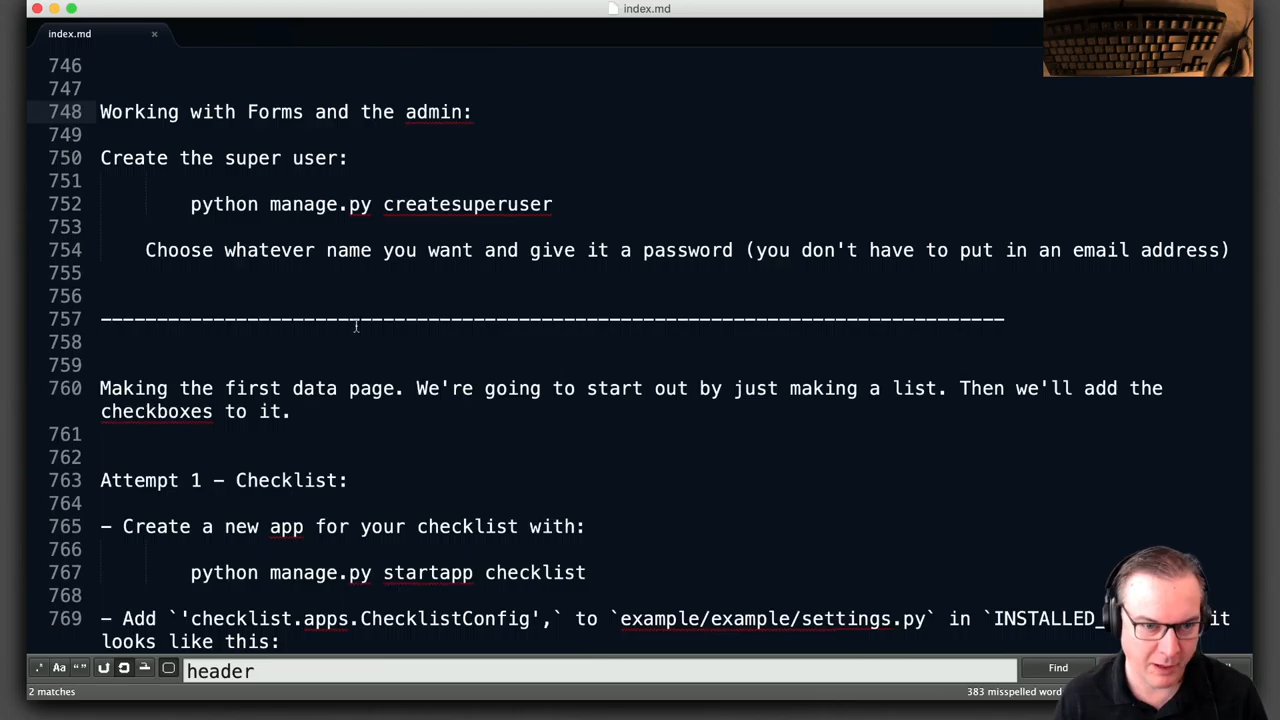 index.md
index.md ×
746
747
748 Working with Forms and the admin:
749
750 Create the super user:
751
752 python manage.py createsuperuser
753
754 Choose whatever name you want and give it a password (you don't have to put in an email address)
755
756
757 --------------------------------------------------------------------------------
758
759
760 Making the first data page. We're going to start out by just making a list. Then we'll add the
checkboxes to it.
761
762
763 Attempt 1 - Checklist:
764
765 - Create a new app for your checklist with:
766
767 python manage.py startapp checklist
768
769 - Add `'checklist.apps.ChecklistConfig',` to `example/example/settings.py` in `INSTALLED_ it
looks like this:
.* Aa “” header Find
2 matches 383 misspelled